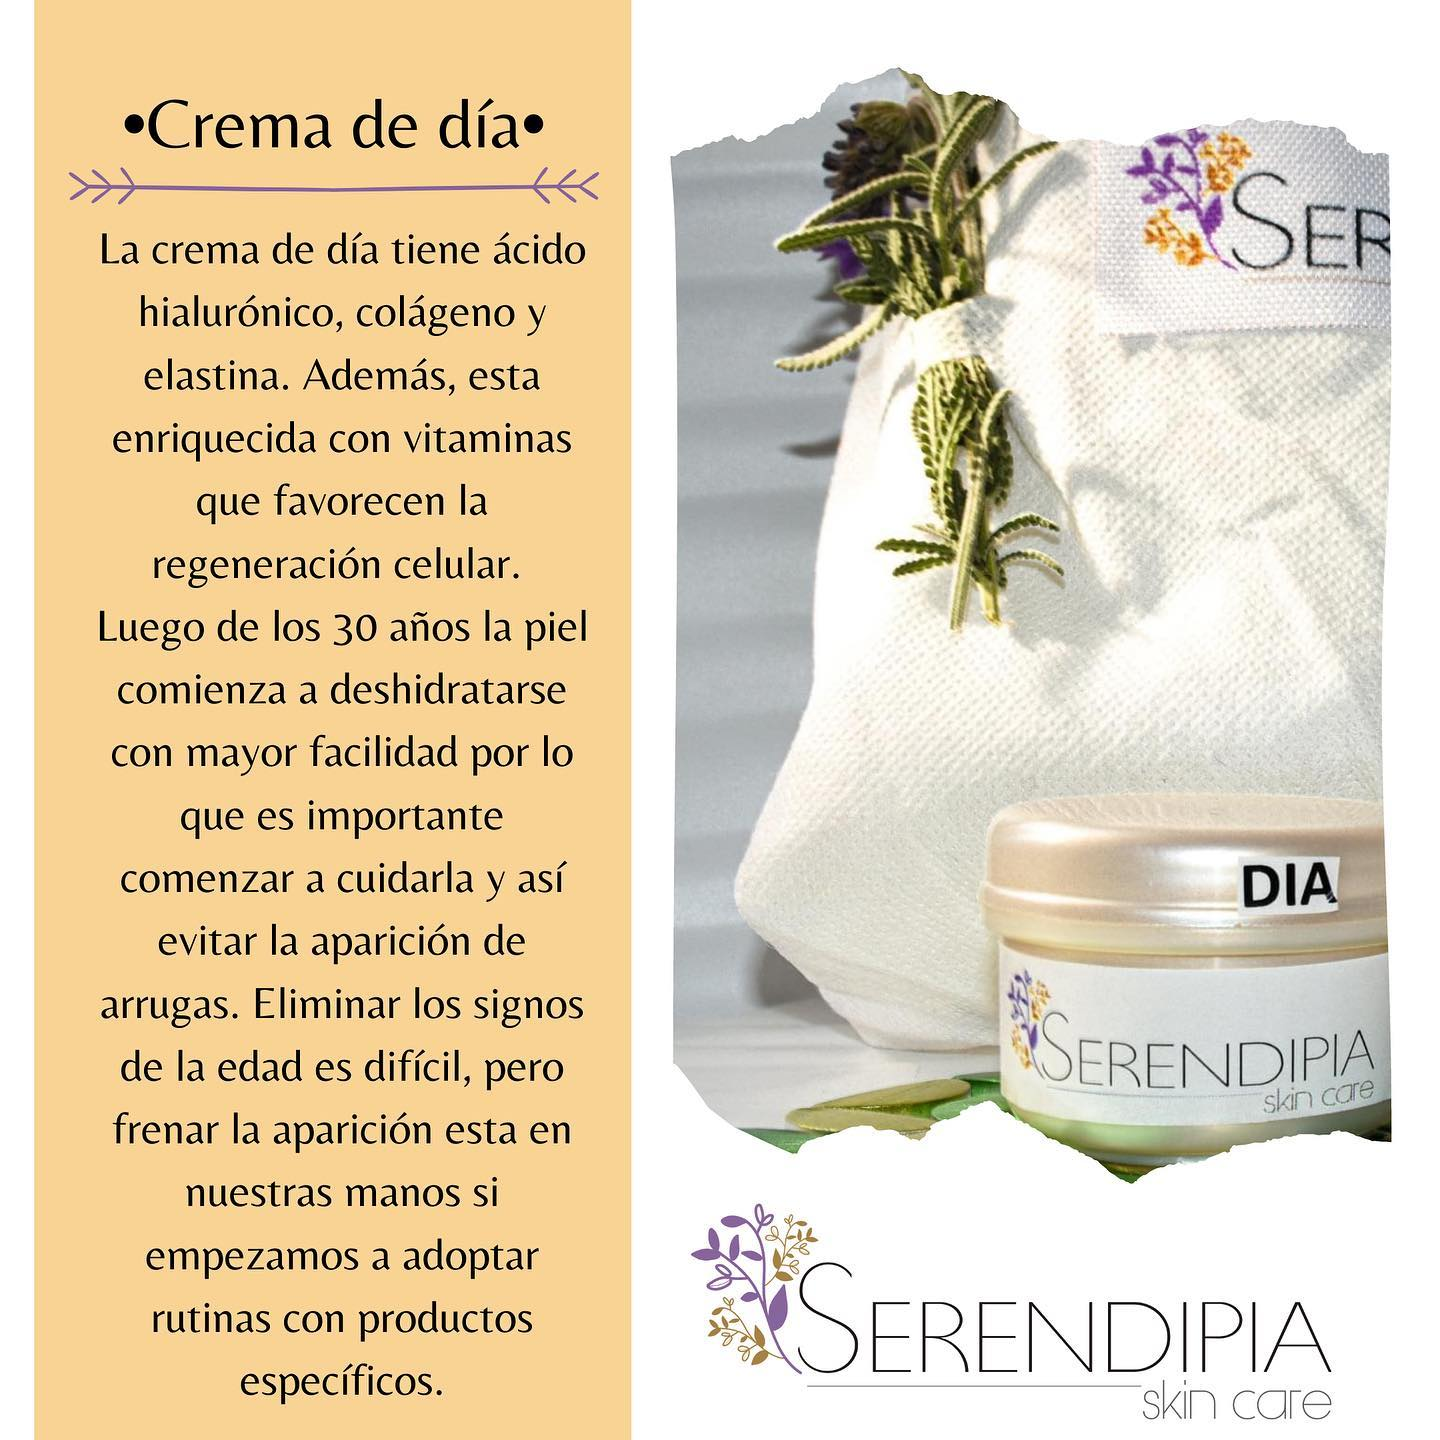 •Crema de día•
La crema de día tiene ácido
hialurónico, colágeno y
elastina. Además, esta
enriquecida con vitaminas
que favorecen la
regeneración celular.
Luego de los 30 años la piel
comienza a deshidratarse
con mayor facilidad por lo
que es importante
comenzar a cuidarla y así
evitar la aparición de
arrugas. Eliminar los signos
de la edad es difícil, pero
frenar la aparición esta en
nuestras manos si
empezamos a adoptar
rutinas con productos
específicos.
SER
DIA
SERENDIPIA
skin care
SERENDIPIA
skin care